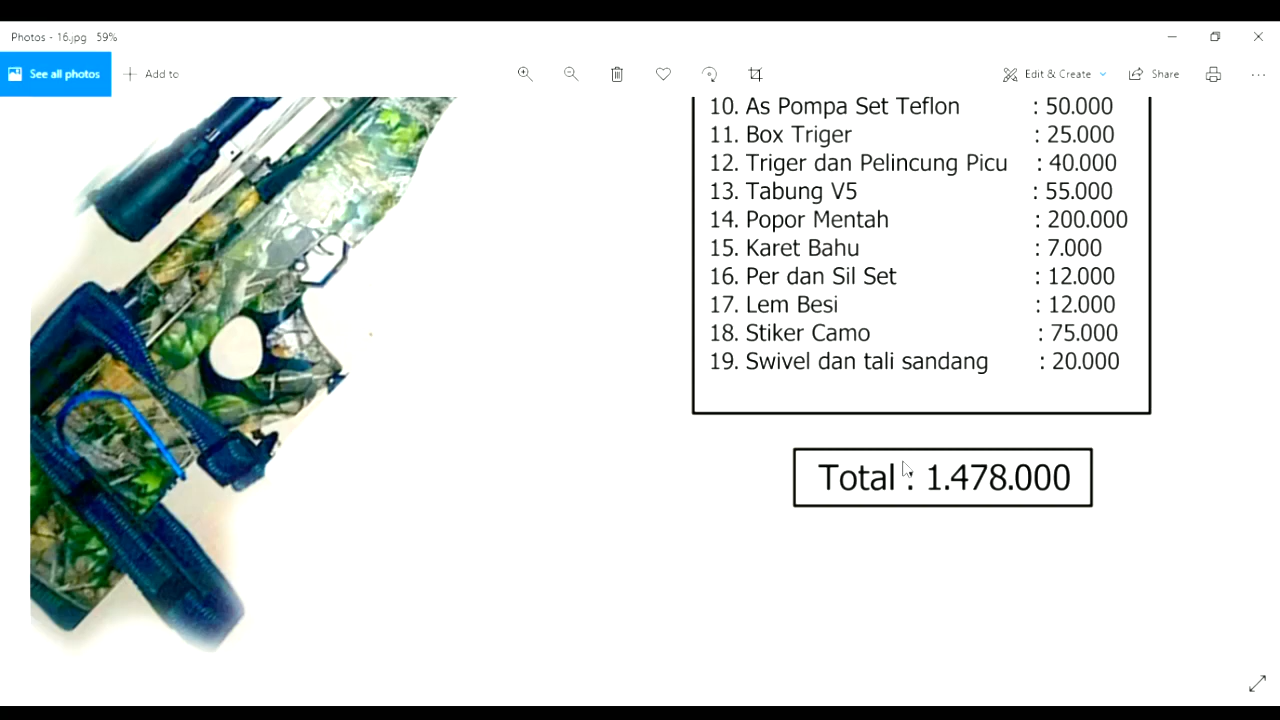 Photos - 16.jpg 59%
See all photos
Add to
Edit & Create
Share
10. As Pompa Set Teflon : 50.000
11. Box Triger : 25.000
12. Triger dan Pelincung Picu : 40.000
13. Tabung V5 : 55.000
14. Popor Mentah : 200.000
15. Karet Bahu : 7.000
16. Per dan Sil Set : 12.000
17. Lem Besi : 12.000
18. Stiker Camo : 75.000
19. Swivel dan tali sandang : 20.000
Total : 1.478.000